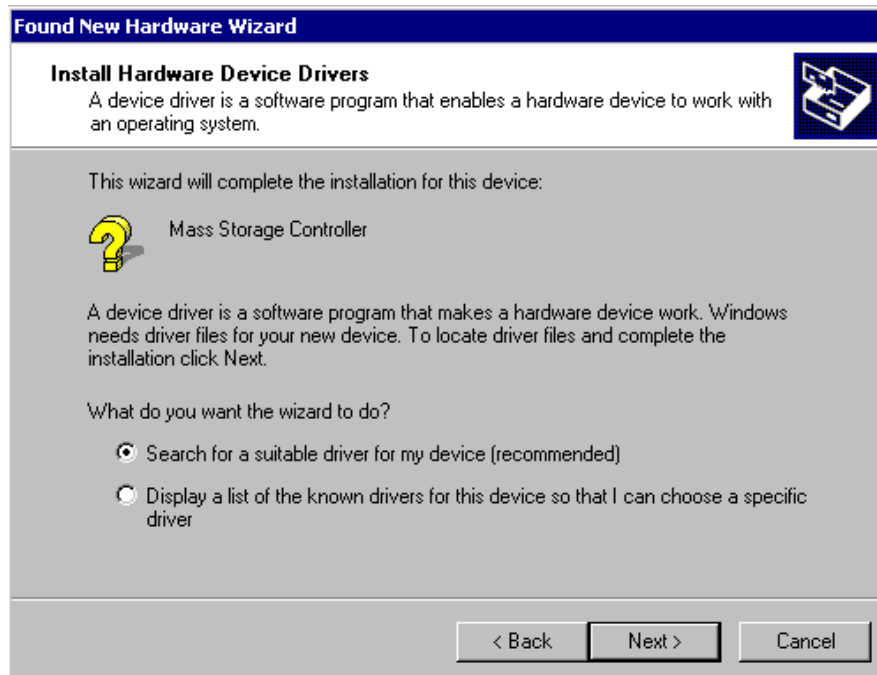 Found New Hardware Wizard
Install Hardware Device Drivers
A device driver is a software program that enables a hardware device to work with
an operating system.
This wizard will complete the installation for this device:
Mass Storage Controller
A device driver is a software program that makes a hardware device work. Windows
needs driver files for your new device. To locate driver files and complete the
installation click Next.
What do you want the wizard to do?
Search for a suitable driver for my device (recommended)
Display a list of the known drivers for this device so that I can choose a specific
driver
< Back Next > Cancel